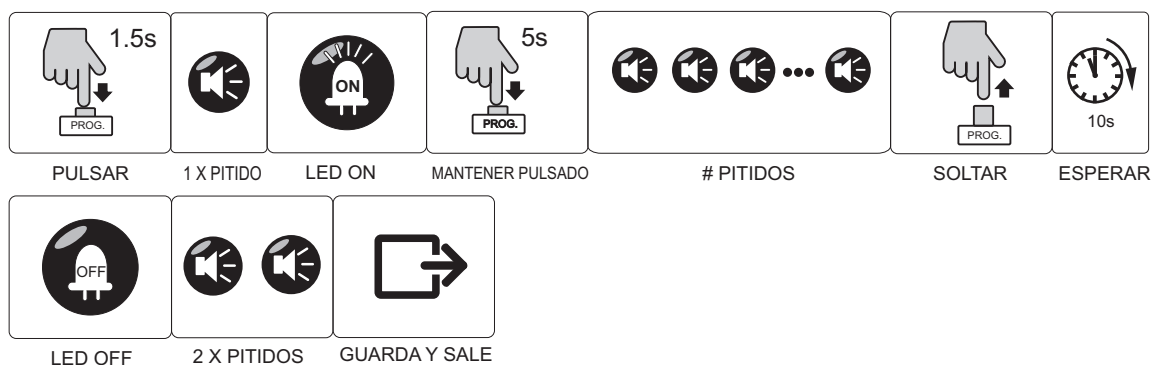 1.5s
PROG.
ON
5s
PROG.
PROG.
10s
PULSAR 1 X PITIDO LED ON MANTENER PULSADO # PITIDOS SOLTAR ESPERAR
OFF
LED OFF 2 X PITIDOS GUARDA Y SALE